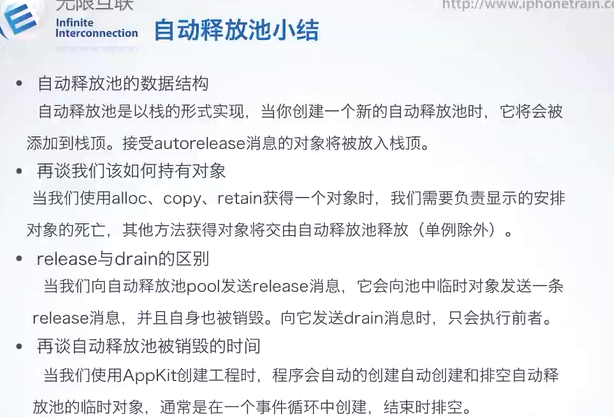 无限互联
http://www.iphonetrain.co
Infinite
Interconnection
自动释放池小结
• 自动释放池的数据结构
自动释放池是以栈的形式实现，当你创建一个新的自动释放池时，它将会被
添加到栈顶。接受autorelease消息的对象将被放入栈顶。
• 再谈我们该如何持有对象
当我们使用alloc、copy、retain获得一个对象时，我们需要负责显示的安排
对象的死亡，其他方法获得对象将交由自动释放池释放（单例除外）。
• release与drain的区别
当我们向自动释放池pool发送release消息，它会向池中临时对象发送一条
release消息，并且自身也被销毁。向它发送drain消息时，只会执行前者。
• 再谈自动释放池被销毁的时间
当我们使用AppKit创建工程时，程序会自动的创建自动创建和排空自动释
放池的临时对象，通常是在一个事件循环中创建，结束时排空。